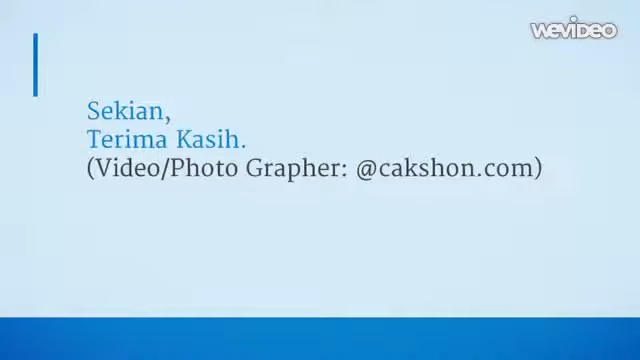 WEVIDEO
Sekian,
Terima Kasih.
(Video/Photo Grapher: @cakshon.com)